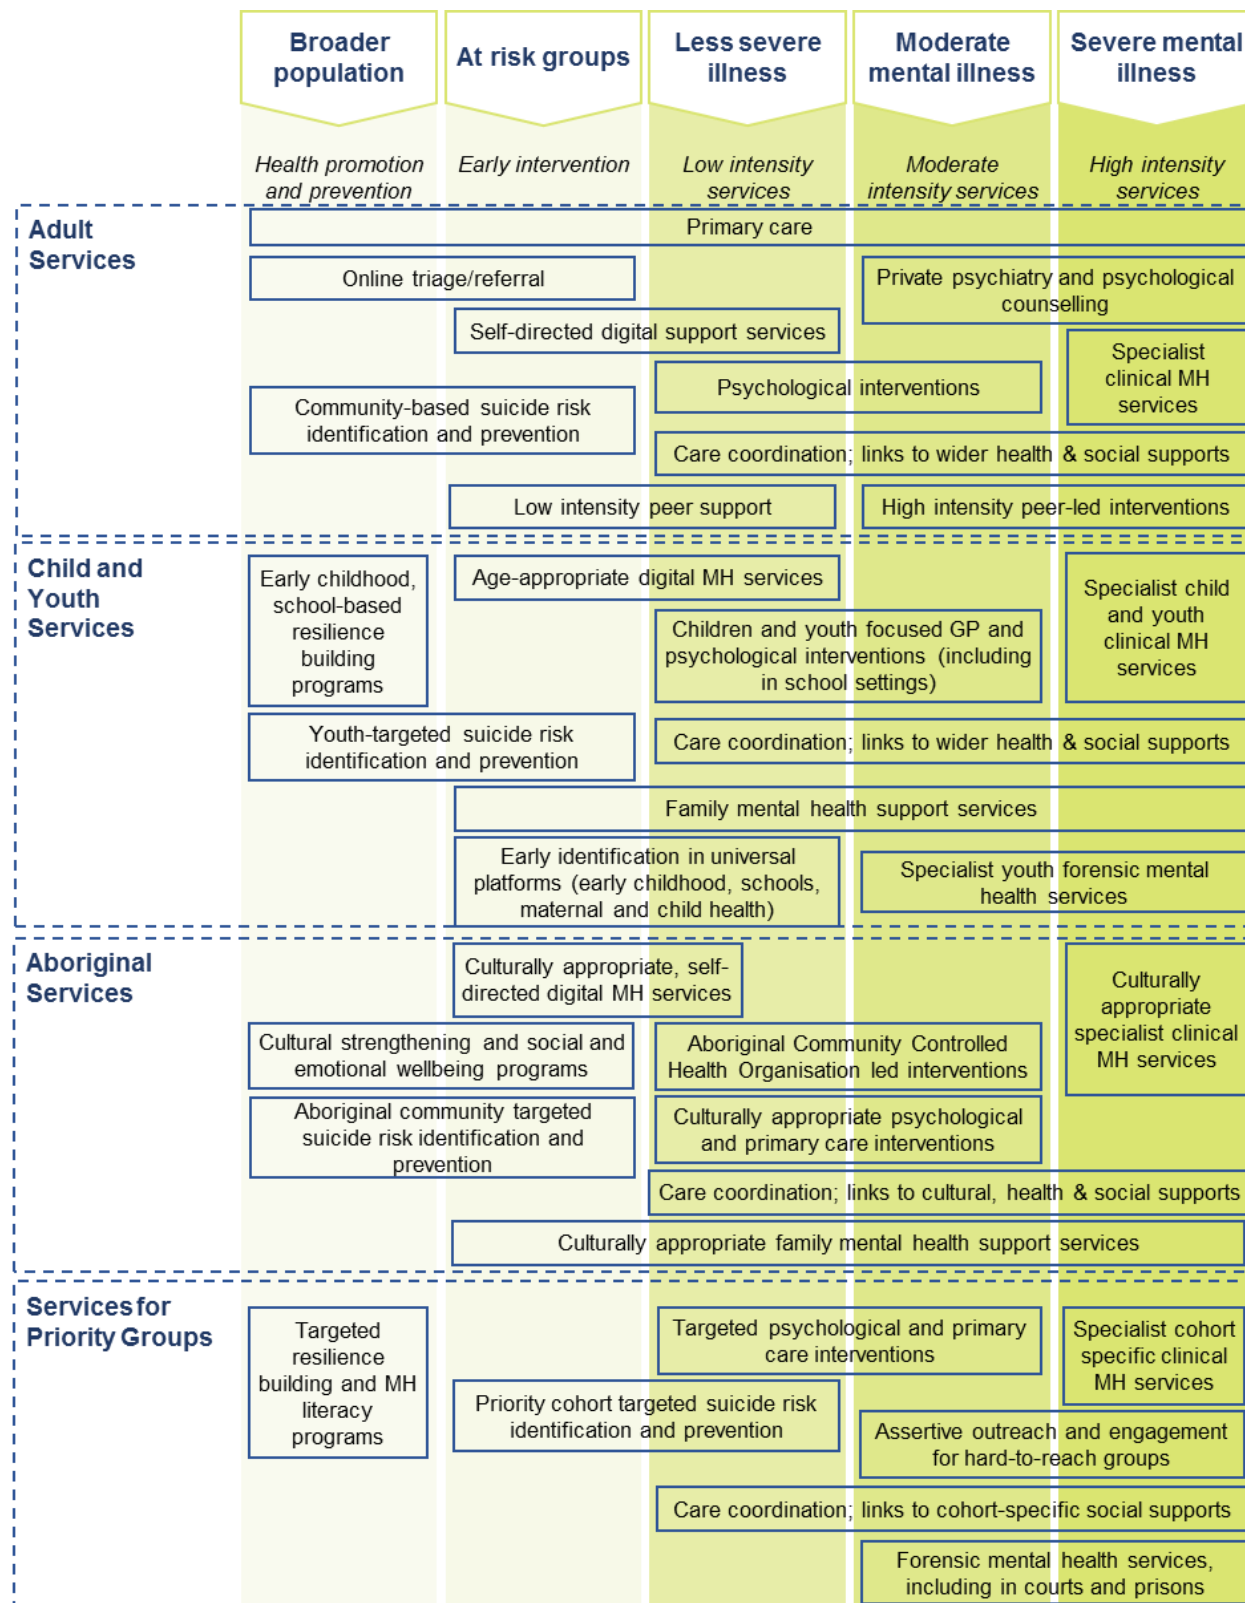 Broader
population
At risk groups
Less severe
illness
Moderate
mental illness
Severe mental
illness
Health promotion
and prevention
Early intervention
Low intensity
services
Moderate
intensity services
High intensity
services
Adult
Services
Primary care
Online triage/referral
Private psychiatry and psychological
counselling
Self-directed digital support services
Specialist
clinical MH
services
Psychological interventions
Community-based suicide risk
identification and prevention
Care coordination; links to wider health & social supports
Low intensity peer support
High intensity peer-led interventions
Child and
Youth
Services
Early childhood,
school-based
resilience
building
programs
Age-appropriate digital MH services
Specialist child
and youth
clinical MH
services
Children and youth focused GP and
psychological interventions (including
in school settings)
Youth-targeted suicide risk
identification and prevention
Care coordination; links to wider health & social supports
Family mental health support services
Early identification in universal
platforms (early childhood, schools,
maternal and child health)
Specialist youth forensic mental
health services
Aboriginal
Services
Culturally appropriate, self-
directed digital MH services
Culturally
appropriate
specialist clinical
MH services
Cultural strengthening and social and
emotional wellbeing programs
Aboriginal Community Controlled
Health Organisation led interventions
Aboriginal community targeted
suicide risk identification and
prevention
Culturally appropriate psychological
and primary care interventions
Care coordination; links to cultural, health & social supports
Culturally appropriate family mental health support services
Services for
Priority Groups
Targeted
resilience
building and MH
literacy
programs
Targeted psychological and primary
care interventions
Specialist cohort
specific clinical
MH services
Priority cohort targeted suicide risk
identification and prevention
Assertive outreach and engagement
for hard-to-reach groups
Care coordination; links to cohort-specific social supports
Forensic mental health services,
including in courts and prisons